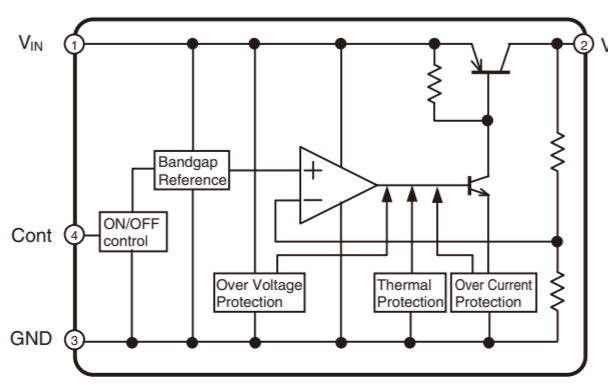 V_IN
1
2
V
Bandgap
Reference
+
−
ON/OFF
control
Cont
4
Over Voltage
Protection
Thermal
Protection
Over Current
Protection
GND
3